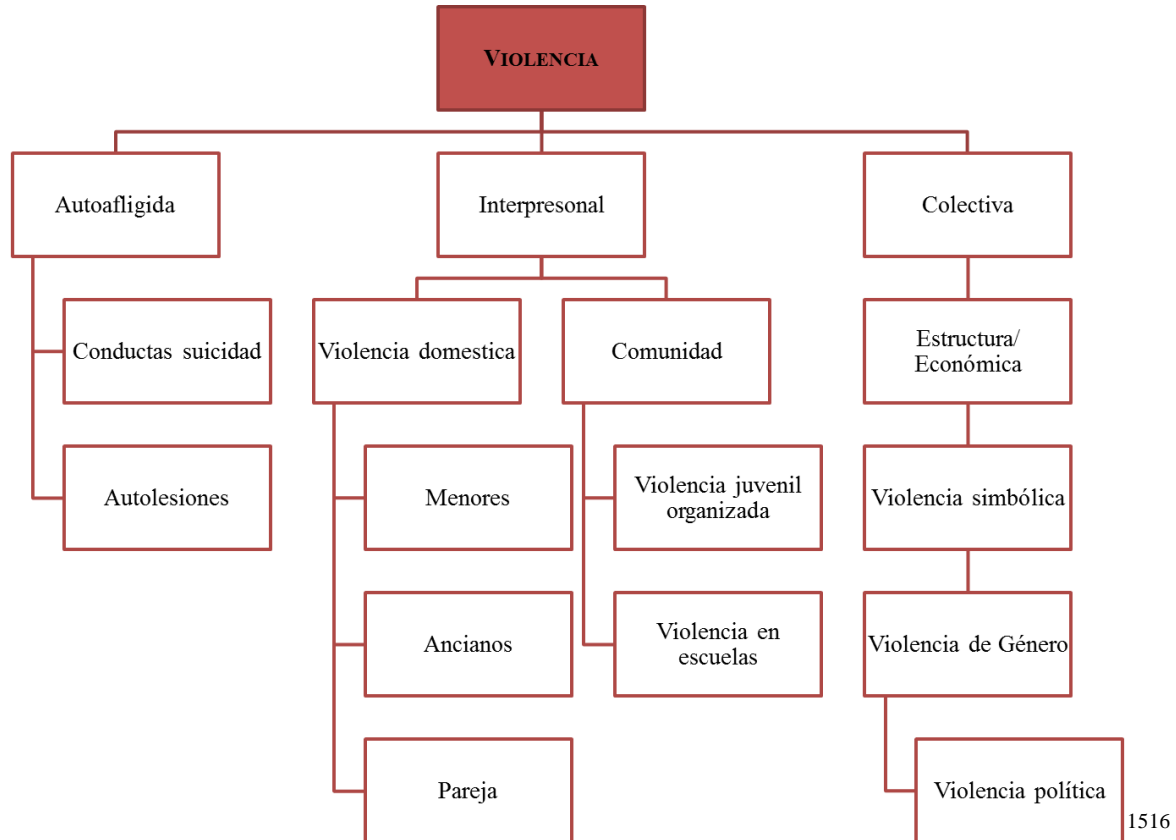 VIOLENCIA
Autoafligida
Interpresonal
Colectiva
Conductas suicidad
Violencia domestica
Comunidad
Estructura/
Económica
Autolesiones
Menores
Violencia juvenil
organizada
Violencia simbólica
Ancianos
Violencia en
escuelas
Violencia de Género
Pareja
Violencia política
1516